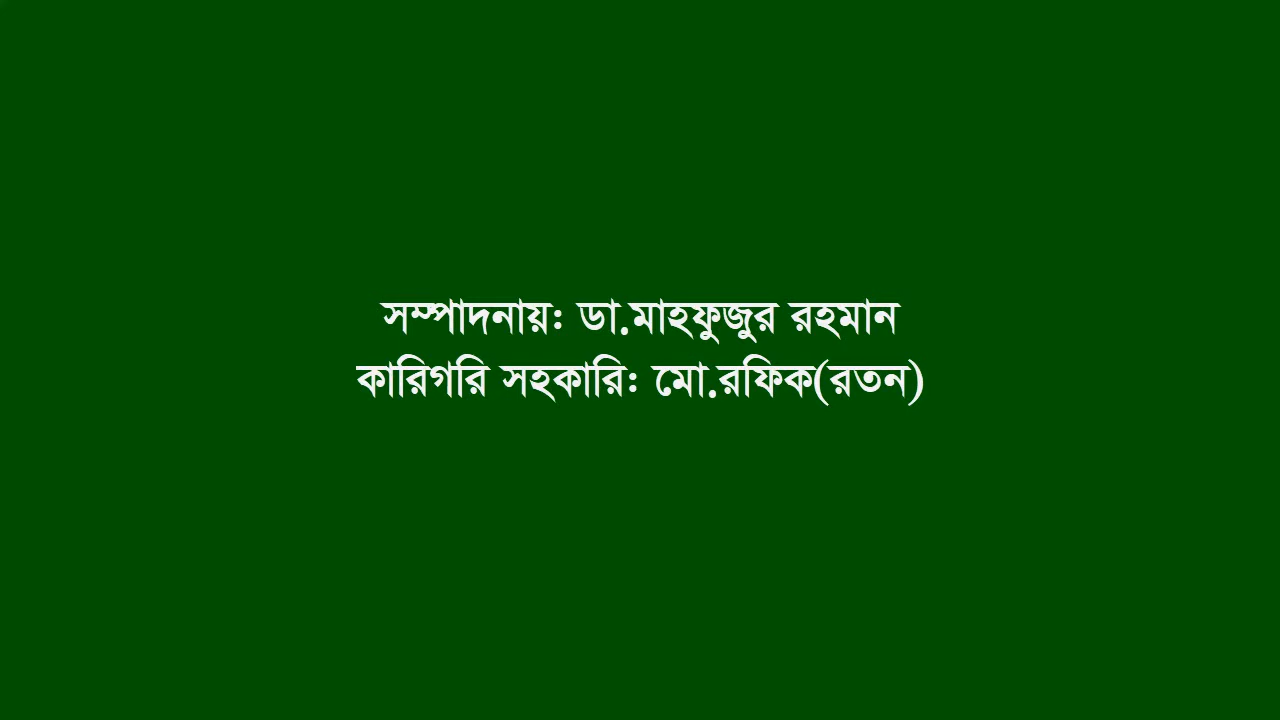 সম্পাদনায়: ডা.মাহফুজুর রহমান
কারিগরি সহকারি: মো.রফিক(রতন)